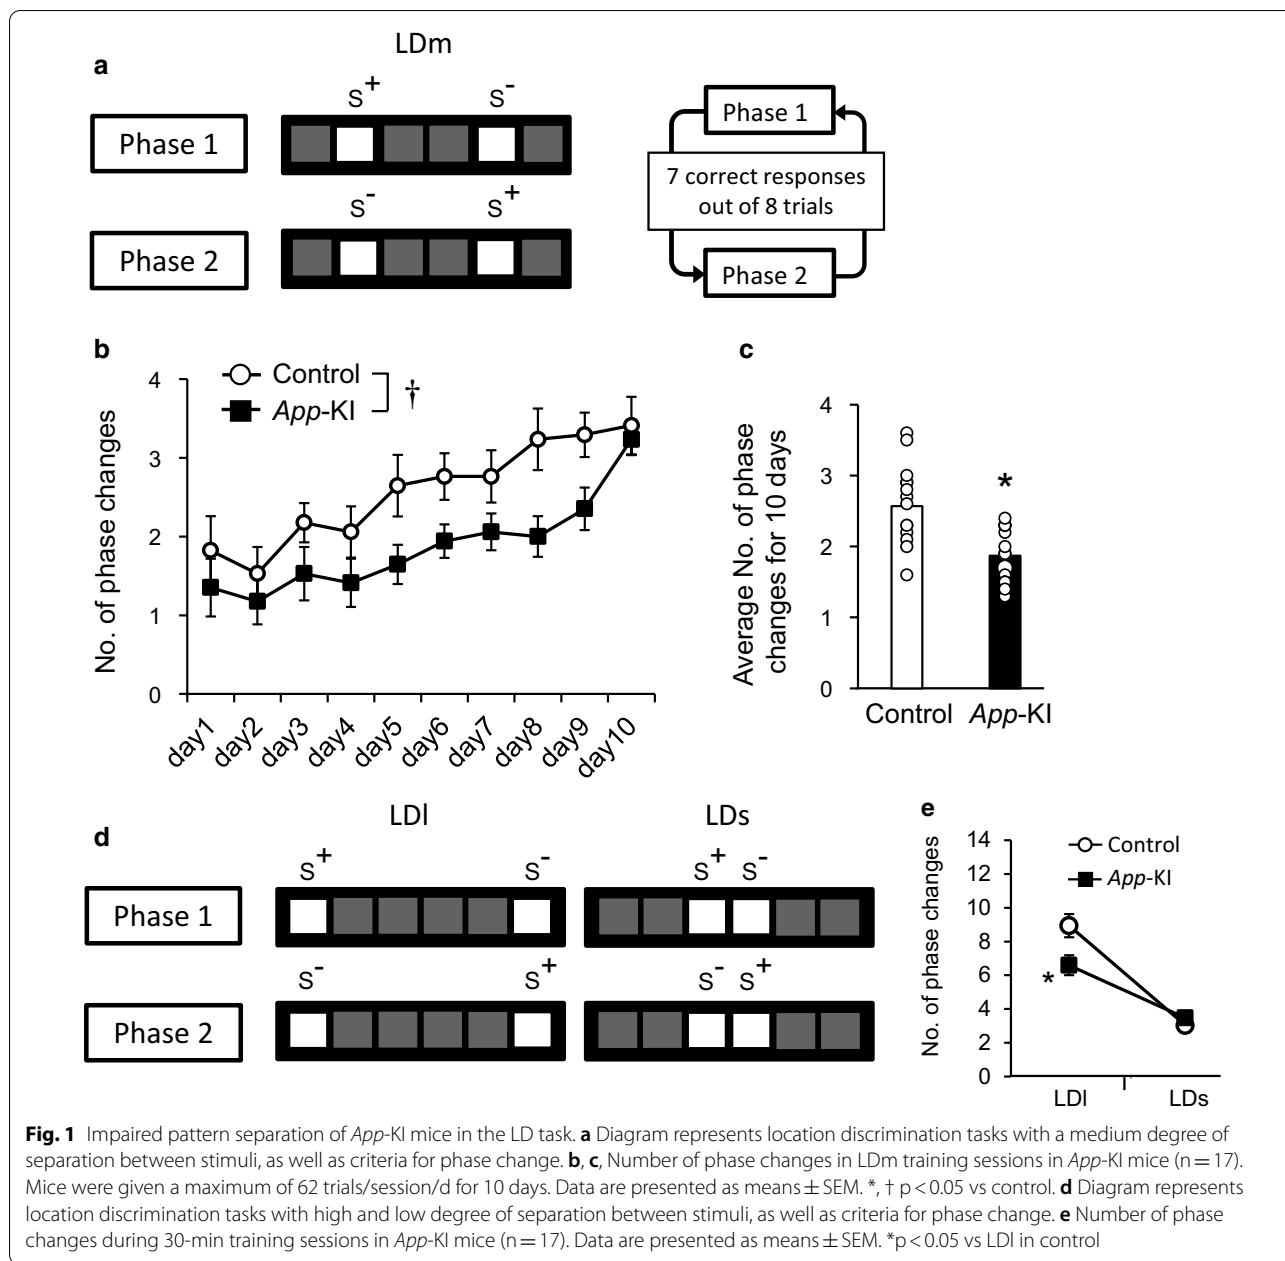 a
LDm
S+ S-
Phase 1
S- S+
Phase 2
Phase 1
7 correct responses
out of 8 trials
Phase 2
b
Control
App-KI
†
No. of phase changes
4
3
2
1
0
day1 day2 day3 day4 day5 day6 day7 day8 day9 day10
c
Average No. of phase
changes for 10 days
4
3
2
1
0
*
Control App-KI
d
LDl LDs
S+ S- S+ S-
Phase 1
S- S+ S- S+
Phase 2
e
No. of phase changes
14
12
10
8
6
4
2
0
Control
App-KI
*
LDl LDs
Fig. 1 Impaired pattern separation of App-KI mice in the LD task. a Diagram represents location discrimination tasks with a medium degree of
separation between stimuli, as well as criteria for phase change. b, c, Number of phase changes in LDm training sessions in App-KI mice (n = 17).
Mice were given a maximum of 62 trials/session/d for 10 days. Data are presented as means ± SEM. *, † p < 0.05 vs control. d Diagram represents
location discrimination tasks with high and low degree of separation between stimuli, as well as criteria for phase change. e Number of phase
changes during 30-min training sessions in App-KI mice (n = 17). Data are presented as means ± SEM. *p < 0.05 vs LDl in control